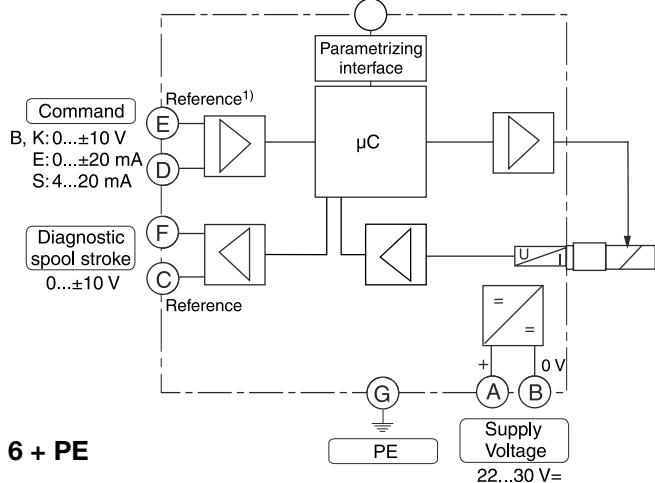 Parametrizing
interface
Reference1)
Command
B, K: 0...±10 V
E: 0...±20 mA
S: 4...20 mA
E
D
µC
F
Diagnostic
spool stroke
0...±10 V
C
Reference
U
I
=
=
+
0 V
G
A
B
6 + PE
PE
Supply
Voltage
22...30 V=